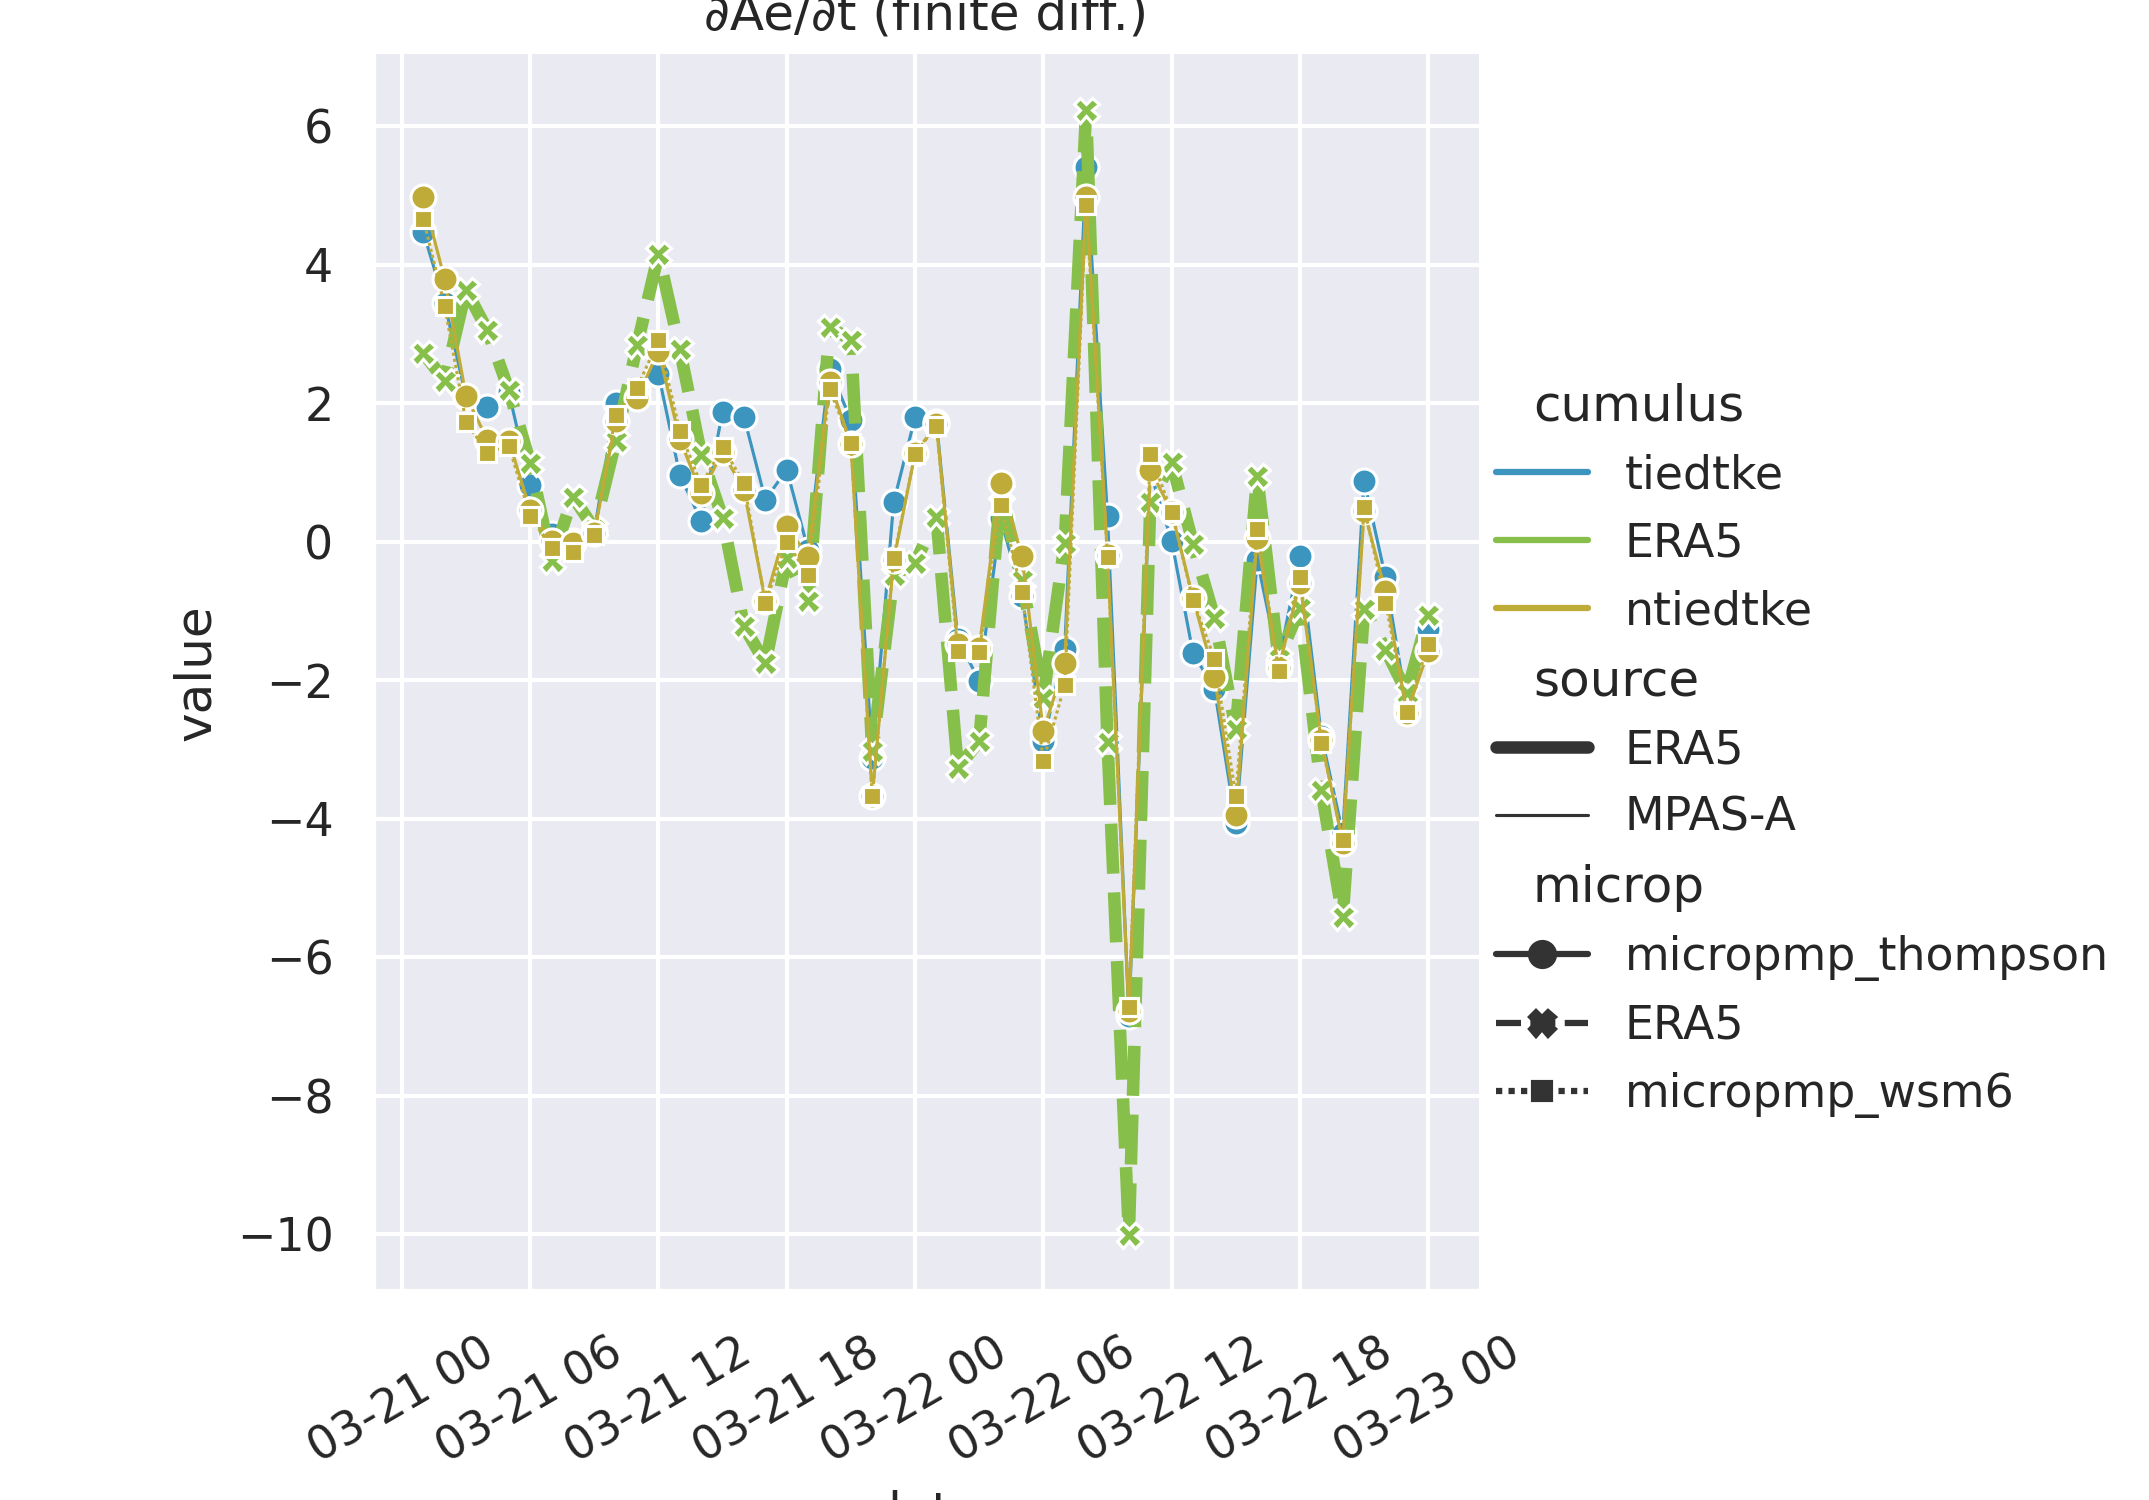 ∂Ae/∂t (finite diff.)
6
4
2
0
−2
−4
−6
−8
−10
value
03-21 00
03-21 06
03-21 12
03-21 18
03-22 00
03-22 06
03-22 12
03-22 18
03-23 00
cumulus
tiedtke
ERA5
ntiedtke
source
ERA5
MPAS-A
microp
micropmp_thompson
ERA5
micropmp_wsm6